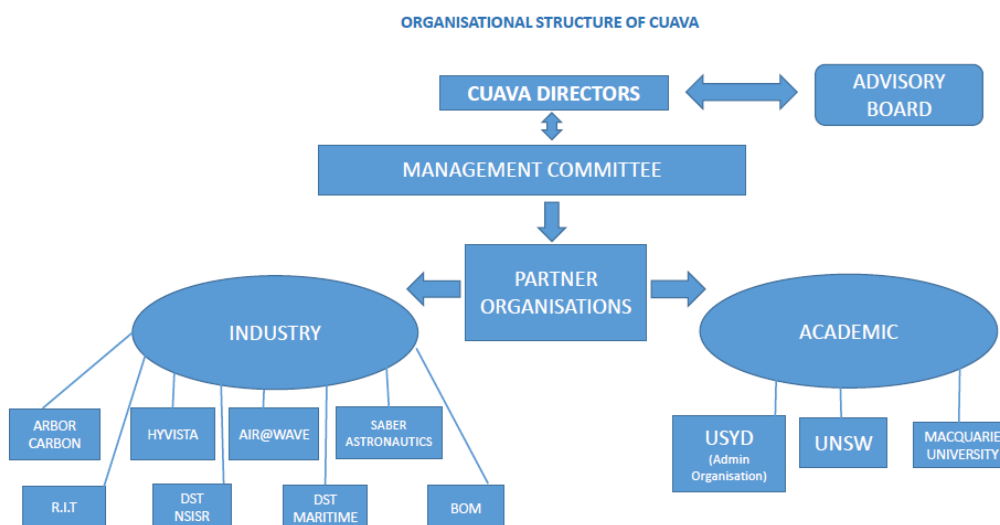 ORGANISATIONAL STRUCTURE OF CUAVA
CUAVA DIRECTORS
ADVISORY
BOARD
MANAGEMENT COMMITTEE
PARTNER
ORGANISATIONS
INDUSTRY
ACADEMIC
ARBOR
CARBON
HYVISTA
AIR@WAVE
SABER
ASTRONAUTICS
R.I.T
DST
NSISR
DST
MARITIME
BOM
USYD
(Admin
Organisation)
UNSW
MACQUARIE
UNIVERSITY